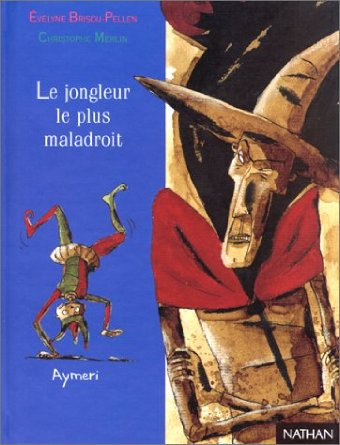 Évelyne Brisou-Pellen
Christophe Merlin
Le jongleur
le plus
maladroit
Aymeri
NATHAN